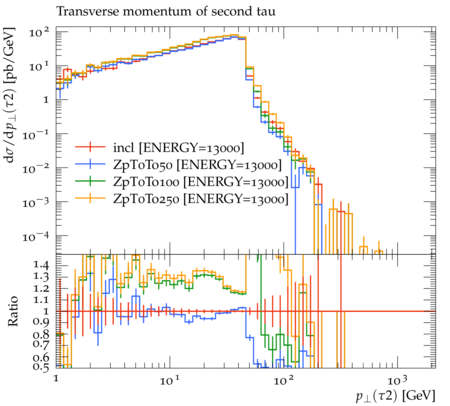 Transverse momentum of second tau
dσ/dp⊥(τ2) [pb/GeV]
10²
10¹
1
10⁻¹
10⁻²
10⁻³
10⁻⁴
incl [ENERGY=13000]
ZpToTo50 [ENERGY=13000]
ZpToTo100 [ENERGY=13000]
ZpToTo250 [ENERGY=13000]
Ratio
1.4
1.3
1.2
1.1
1
0.9
0.8
0.7
0.6
0.5
1
10¹
10²
10³
p⊥(τ2) [GeV]